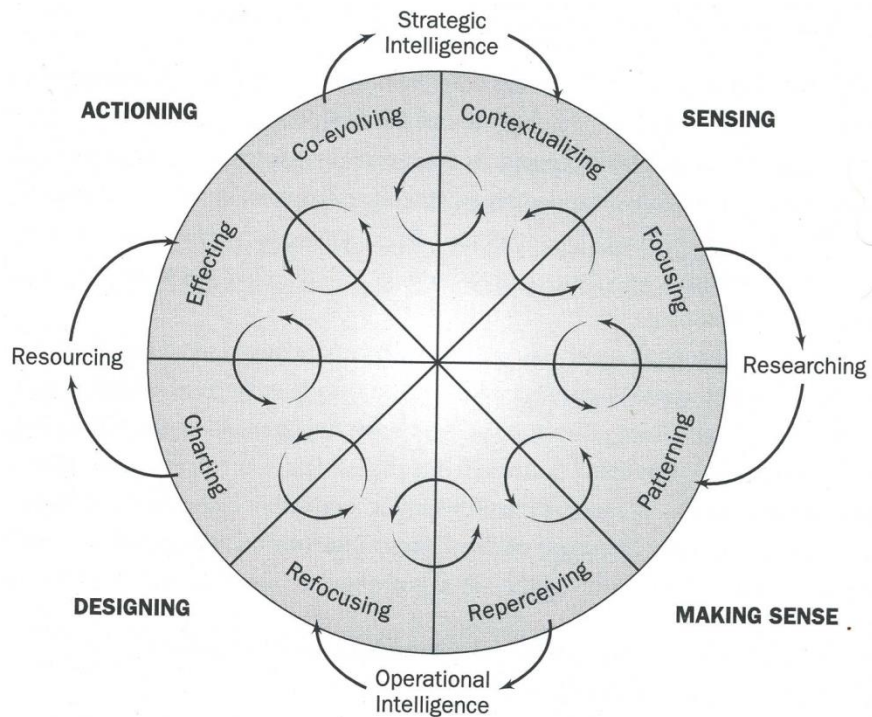 Strategic
Intelligence
ACTIONING
SENSING
Co-evolving
Contextualizing
Effecting
Focusing
Resourcing
Researching
Charting
Patterning
Refocusing
Reperceiving
DESIGNING
MAKING SENSE
Operational
Intelligence